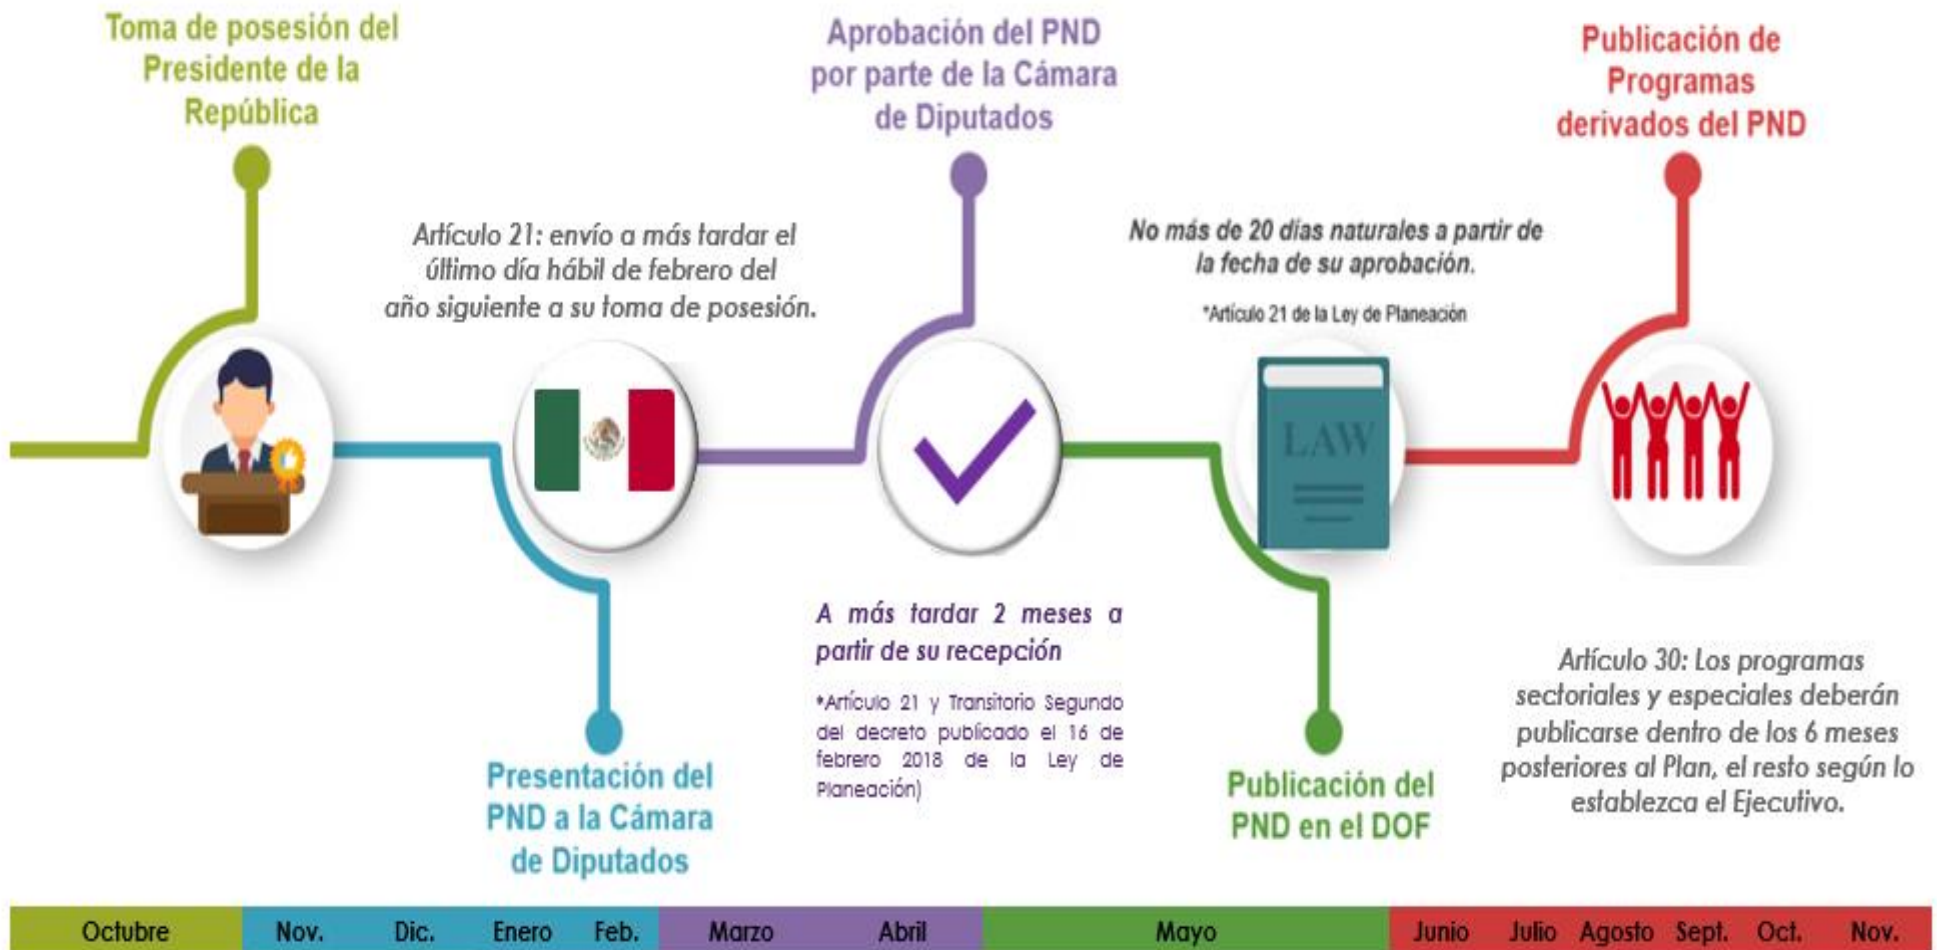 Toma de posesión del
Presidente de la
República
Artículo 21: envío a más tardar el
último día hábil de febrero del
año siguiente a su toma de posesión.
Presentación del
PND a la Cámara
de Diputados
Aprobación del PND
por parte de la Cámara
de Diputados
A más tardar 2 meses a
partir de su recepción
*Artículo 21 y Transitorio Segundo
del decreto publicado el 16 de
febrero 2018 de la Ley de
Planeación)
No más de 20 días naturales a partir de
la fecha de su aprobación.
*Artículo 21 de la Ley de Planeación
LAW
Publicación del
PND en el DOF
Publicación de
Programas
derivados del PND
Artículo 30: Los programas
sectoriales y especiales deberán
publicarse dentro de los 6 meses
posteriores al Plan, el resto según lo
establezca el Ejecutivo.
Octubre Nov. Dic. Enero Feb. Marzo Abril Mayo Junio Julio Agosto Sept. Oct. Nov.